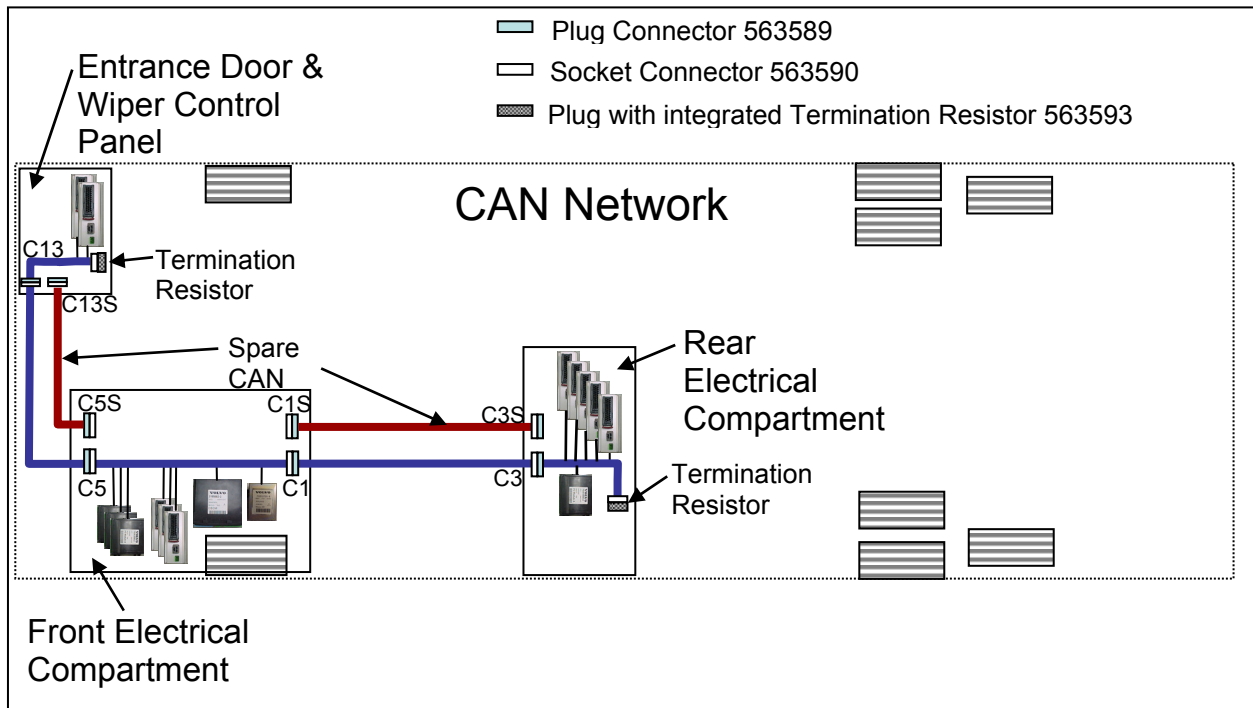 Plug Connector 563589
Socket Connector 563590
Plug with integrated Termination Resistor 563593
Entrance Door &
Wiper Control
Panel
CAN Network
C13
Termination
Resistor
C13S
Spare
CAN
Rear
Electrical
Compartment
C5S
C1S
C3S
C5
C1
C3
Termination
Resistor
Front Electrical
Compartment